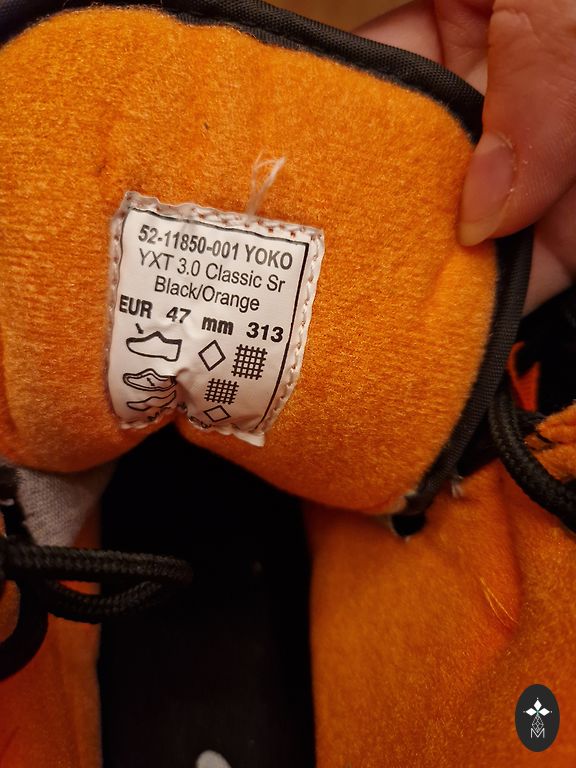 52-11850-001 YOKO
YXT 3.0 Classic Sr
Black/Orange
EUR 47 mm 313
M